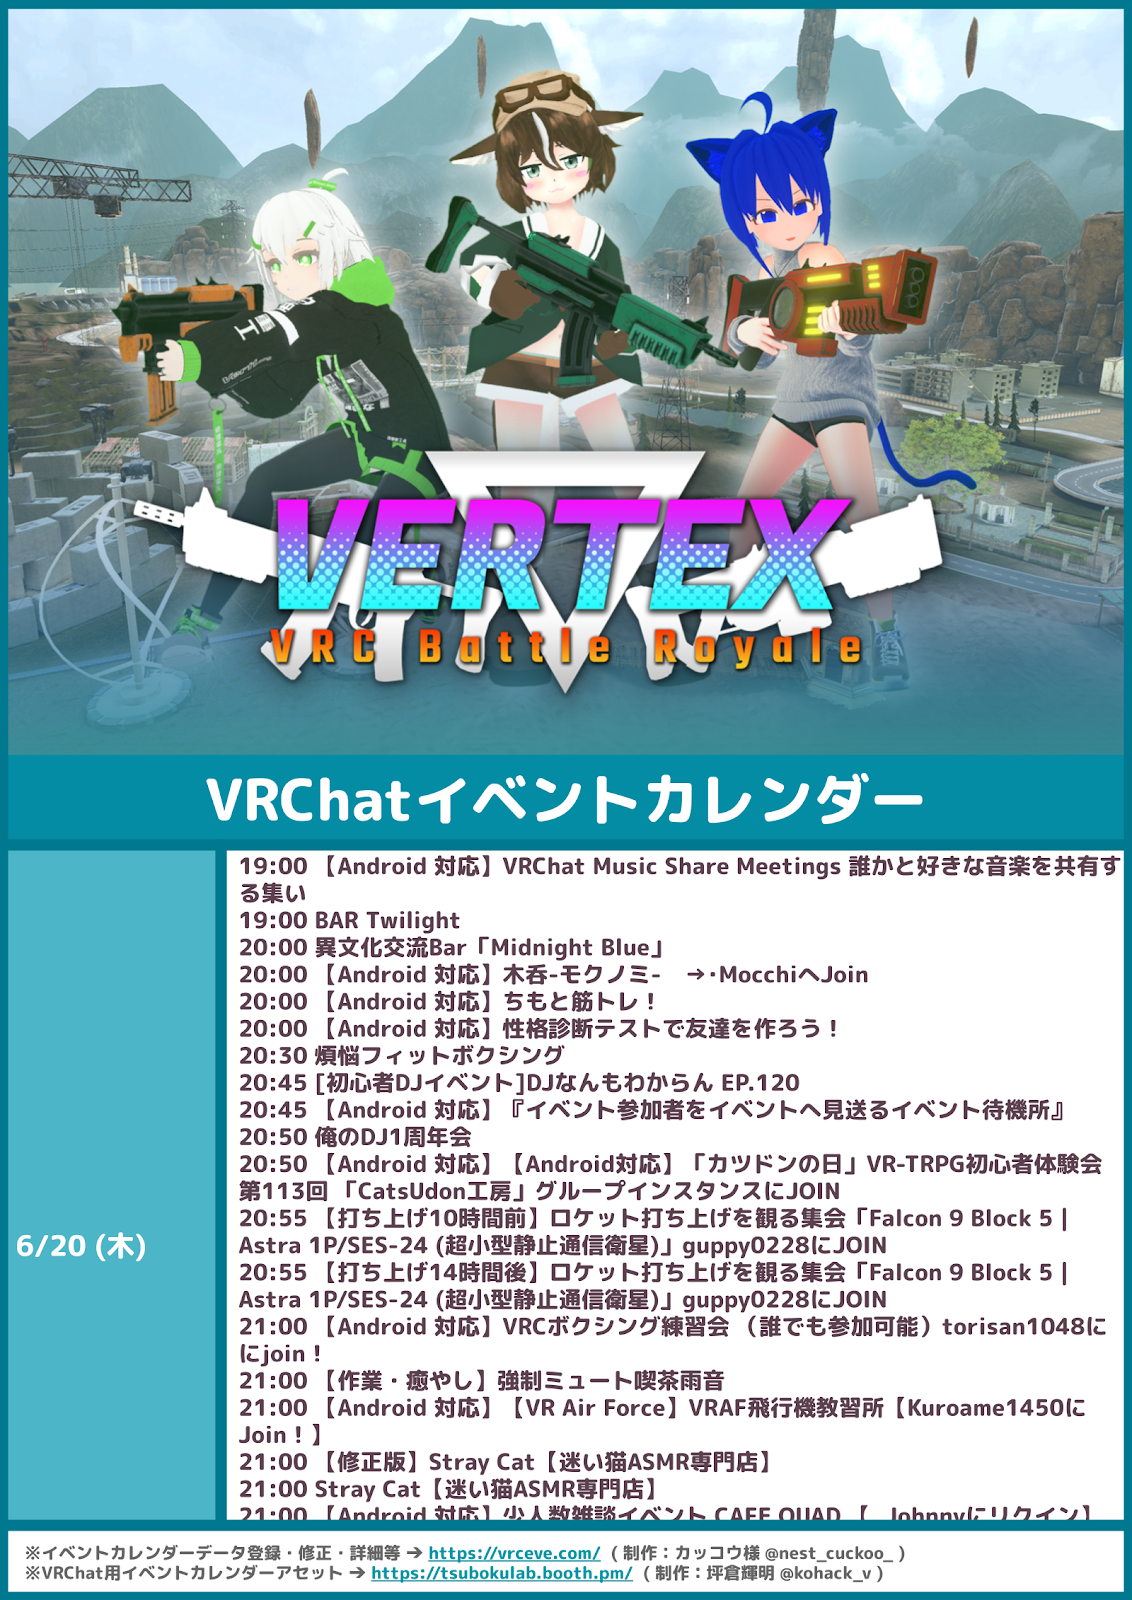 VERTEX
VRC Battle Royale
VRChatイベントカレンダー
6/20 (木)
19:00 【Android 対応】VRChat Music Share Meetings 誰かと好きな音楽を共有す
る集い
19:00 BAR Twilight
20:00 異文化交流Bar「Midnight Blue」
20:00 【Android 対応】木呑-モクノミ-　→･MocchiへJoin
20:00 【Android 対応】ちもと筋トレ！
20:00 【Android 対応】性格診断テストで友達を作ろう！
20:30 煩悩フィットボクシング
20:45 [初心者DJイベント]DJなんもわからん EP.120
20:45 【Android 対応】『イベント参加者をイベントへ見送るイベント待機所』
20:50 俺のDJ1周年会
20:50 【Android 対応】【Android対応】「カツドンの日」VR-TRPG初心者体験会
第113回 「CatsUdon工房」グループインスタンスにJOIN
20:55 【打ち上げ10時間前】ロケット打ち上げを観る集会「Falcon 9 Block 5 |
Astra 1P/SES-24 (超小型静止通信衛星)」guppy0228にJOIN
20:55 【打ち上げ14時間後】ロケット打ち上げを観る集会「Falcon 9 Block 5 |
Astra 1P/SES-24 (超小型静止通信衛星)」guppy0228にJOIN
21:00 【Android 対応】VRCボクシング練習会 （誰でも参加可能）torisan1048に
にjoin！
21:00 【作業・癒やし】強制ミュート喫茶雨音
21:00 【Android 対応】【VR Air Force】VRAF飛行機教習所【Kuroame1450に
Join！】
21:00 【修正版】Stray Cat【迷い猫ASMR専門店】
21:00 Stray Cat【迷い猫ASMR専門店】
21:00 【Android 対応】少人数雑談イベント CAFE QUAD 【 Johnnyにリクイン】
※イベントカレンダーデータ登録・修正・詳細等 → https://vrceve.com/ ( 制作：カッコウ様 @nest_cuckoo_ )
※VRChat用イベントカレンダーアセット → https://tsubokulab.booth.pm/ ( 制作：坪倉輝明 @kohack_v )